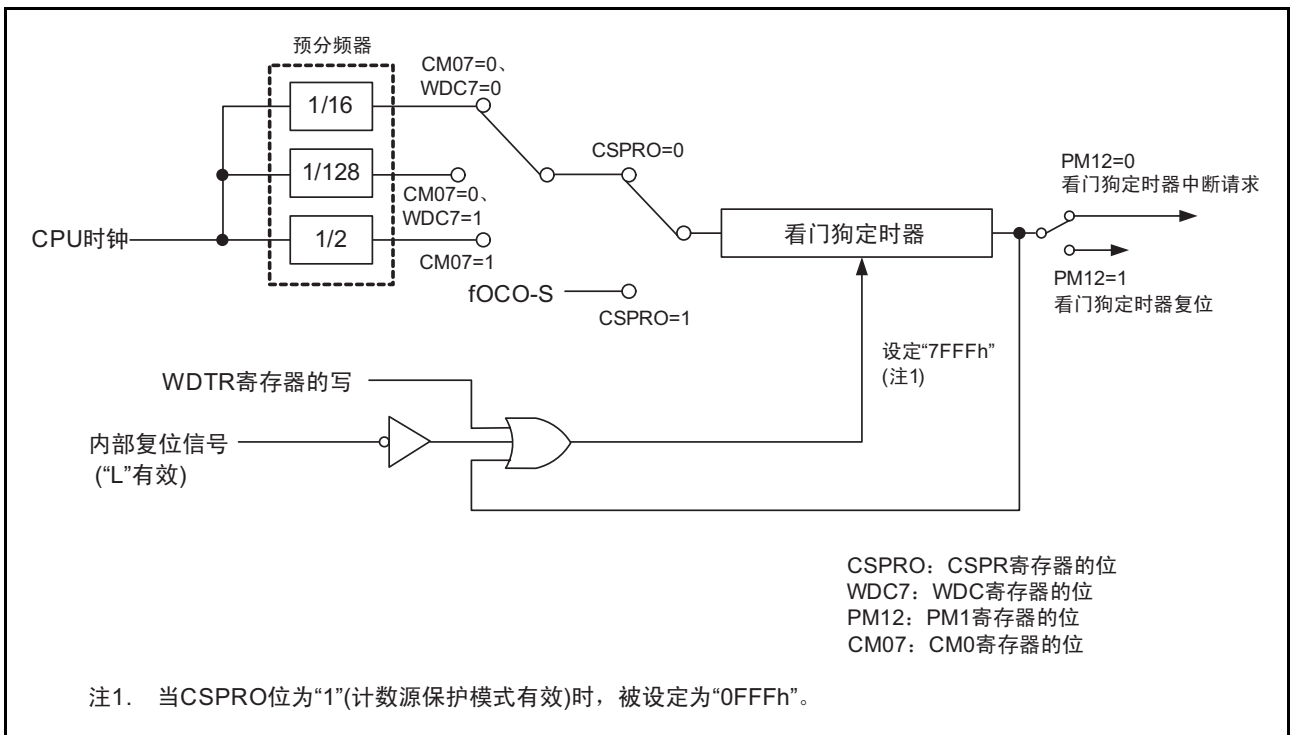 预分频器
1/16
1/128
1/2
CPU时钟
CM07=0、
WDC7=0
CM07=0、
WDC7=1
CM07=1
fOCO-S
CSPRO=0
CSPRO=1
看门狗定时器
PM12=0
看门狗定时器中断请求
PM12=1
看门狗定时器复位
设定“7FFFh”
(注1)
WDTR寄存器的写
内部复位信号
(“L”有效)
CSPRO：CSPR寄存器的位
WDC7：WDC寄存器的位
PM12：PM1寄存器的位
CM07：CM0寄存器的位
注1. 当CSPRO位为“1”(计数源保护模式有效)时，被设定为“0FFFh”。